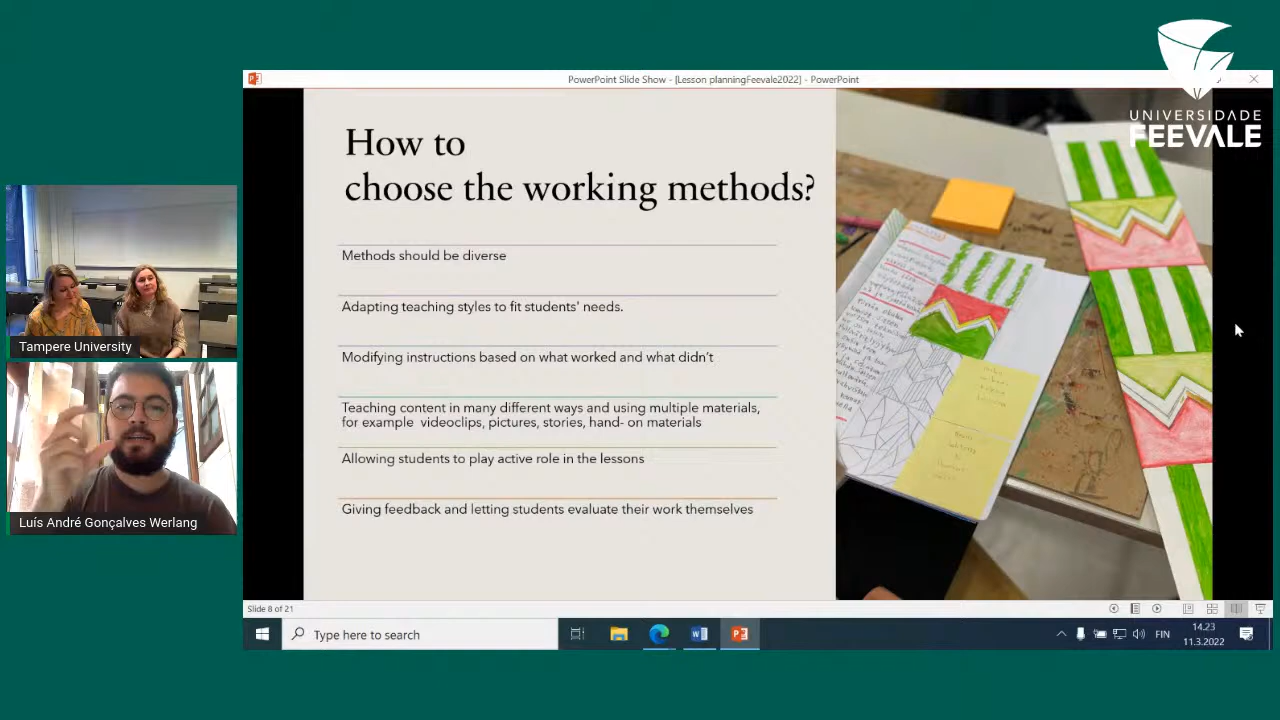 PowerPoint Slide Show - [Lesson planningFeevale2022] - PowerPoint
UNIVERSIDADE
FEEVALE
How to
choose the working methods?
Methods should be diverse
Adapting teaching styles to fit students' needs.
Modifying instructions based on what worked and what didn't
Teaching content in many different ways and using multiple materials,
for example videoclips, pictures, stories, hand- on materials
Allowing students to play active role in the lessons
Giving feedback and letting students evaluate their work themselves
Tampere University
Luís André Gonçalves Werlang
Slide 8 of 21
Type here to search
FIN
14.23
11.3.2022